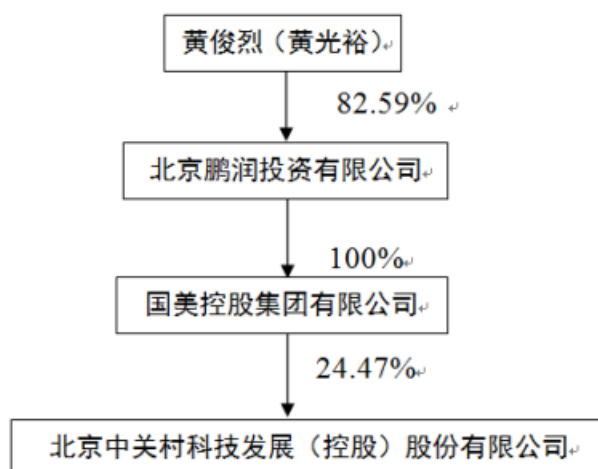 黄俊烈（黄光裕）
82.59%
北京鹏润投资有限公司
100%
国美控股集团有限公司
24.47%
北京中关村科技发展（控股）股份有限公司